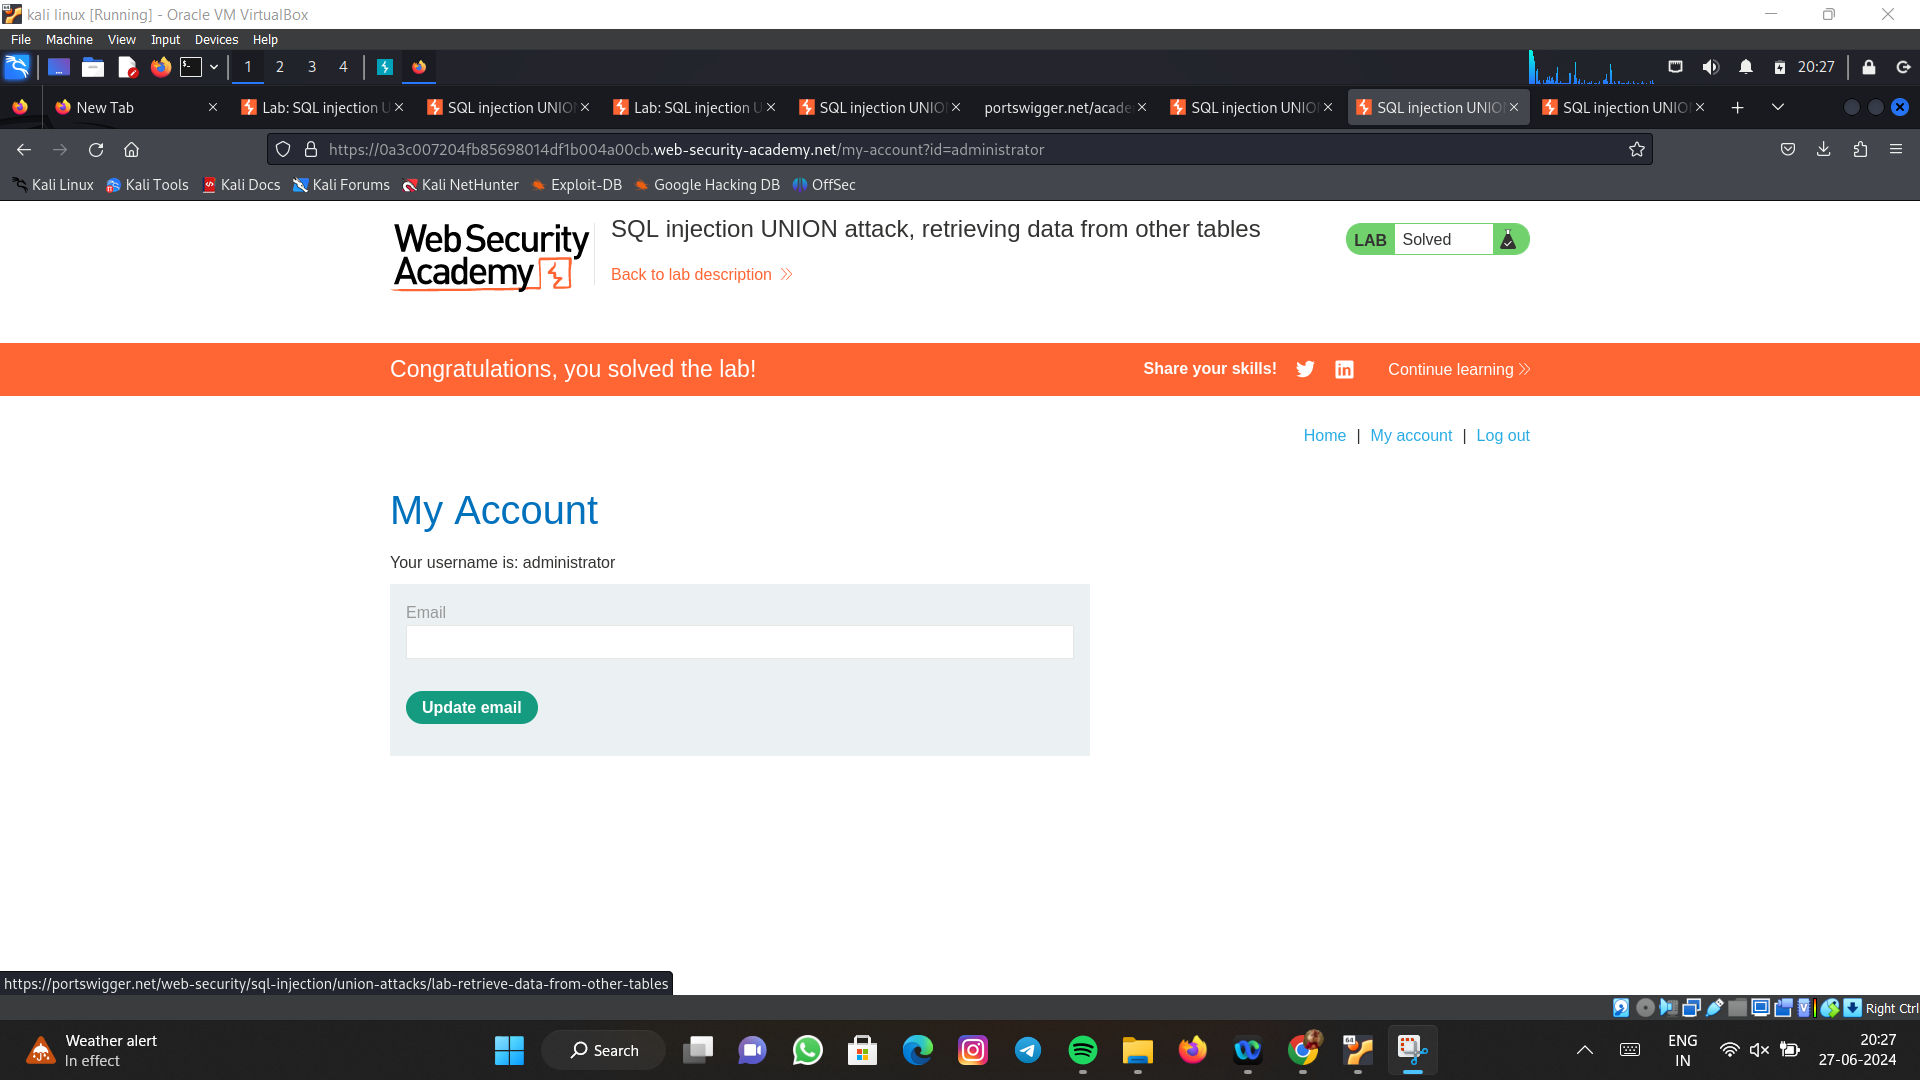 kali linux [Running] - Oracle VM VirtualBox
File Machine View Input Devices Help
1 2 3 4 20:27
New Tab Lab: SQL injection U SQL injection UNIO Lab: SQL injection U SQL injection UNIO portswigger.net/acade SQL injection UNIO SQL injection UNIO SQL injection UNIO
https://0a3c007204fb85698014df1b004a00cb.web-security-academy.net/my-account?id=administrator
Kali Linux Kali Tools Kali Docs Kali Forums Kali NetHunter Exploit-DB Google Hacking DB OffSec
Web Security
Academy
SQL injection UNION attack, retrieving data from other tables
Back to lab description
LAB Solved
Congratulations, you solved the lab! Share your skills! Continue learning
Home | My account | Log out
My Account
Your username is: administrator
Email
Update email
https://portswigger.net/web-security/sql-injection/union-attacks/lab-retrieve-data-from-other-tables
Right Ctrl
Weather alert
In effect
Search
ENG
IN
20:27
27-06-2024